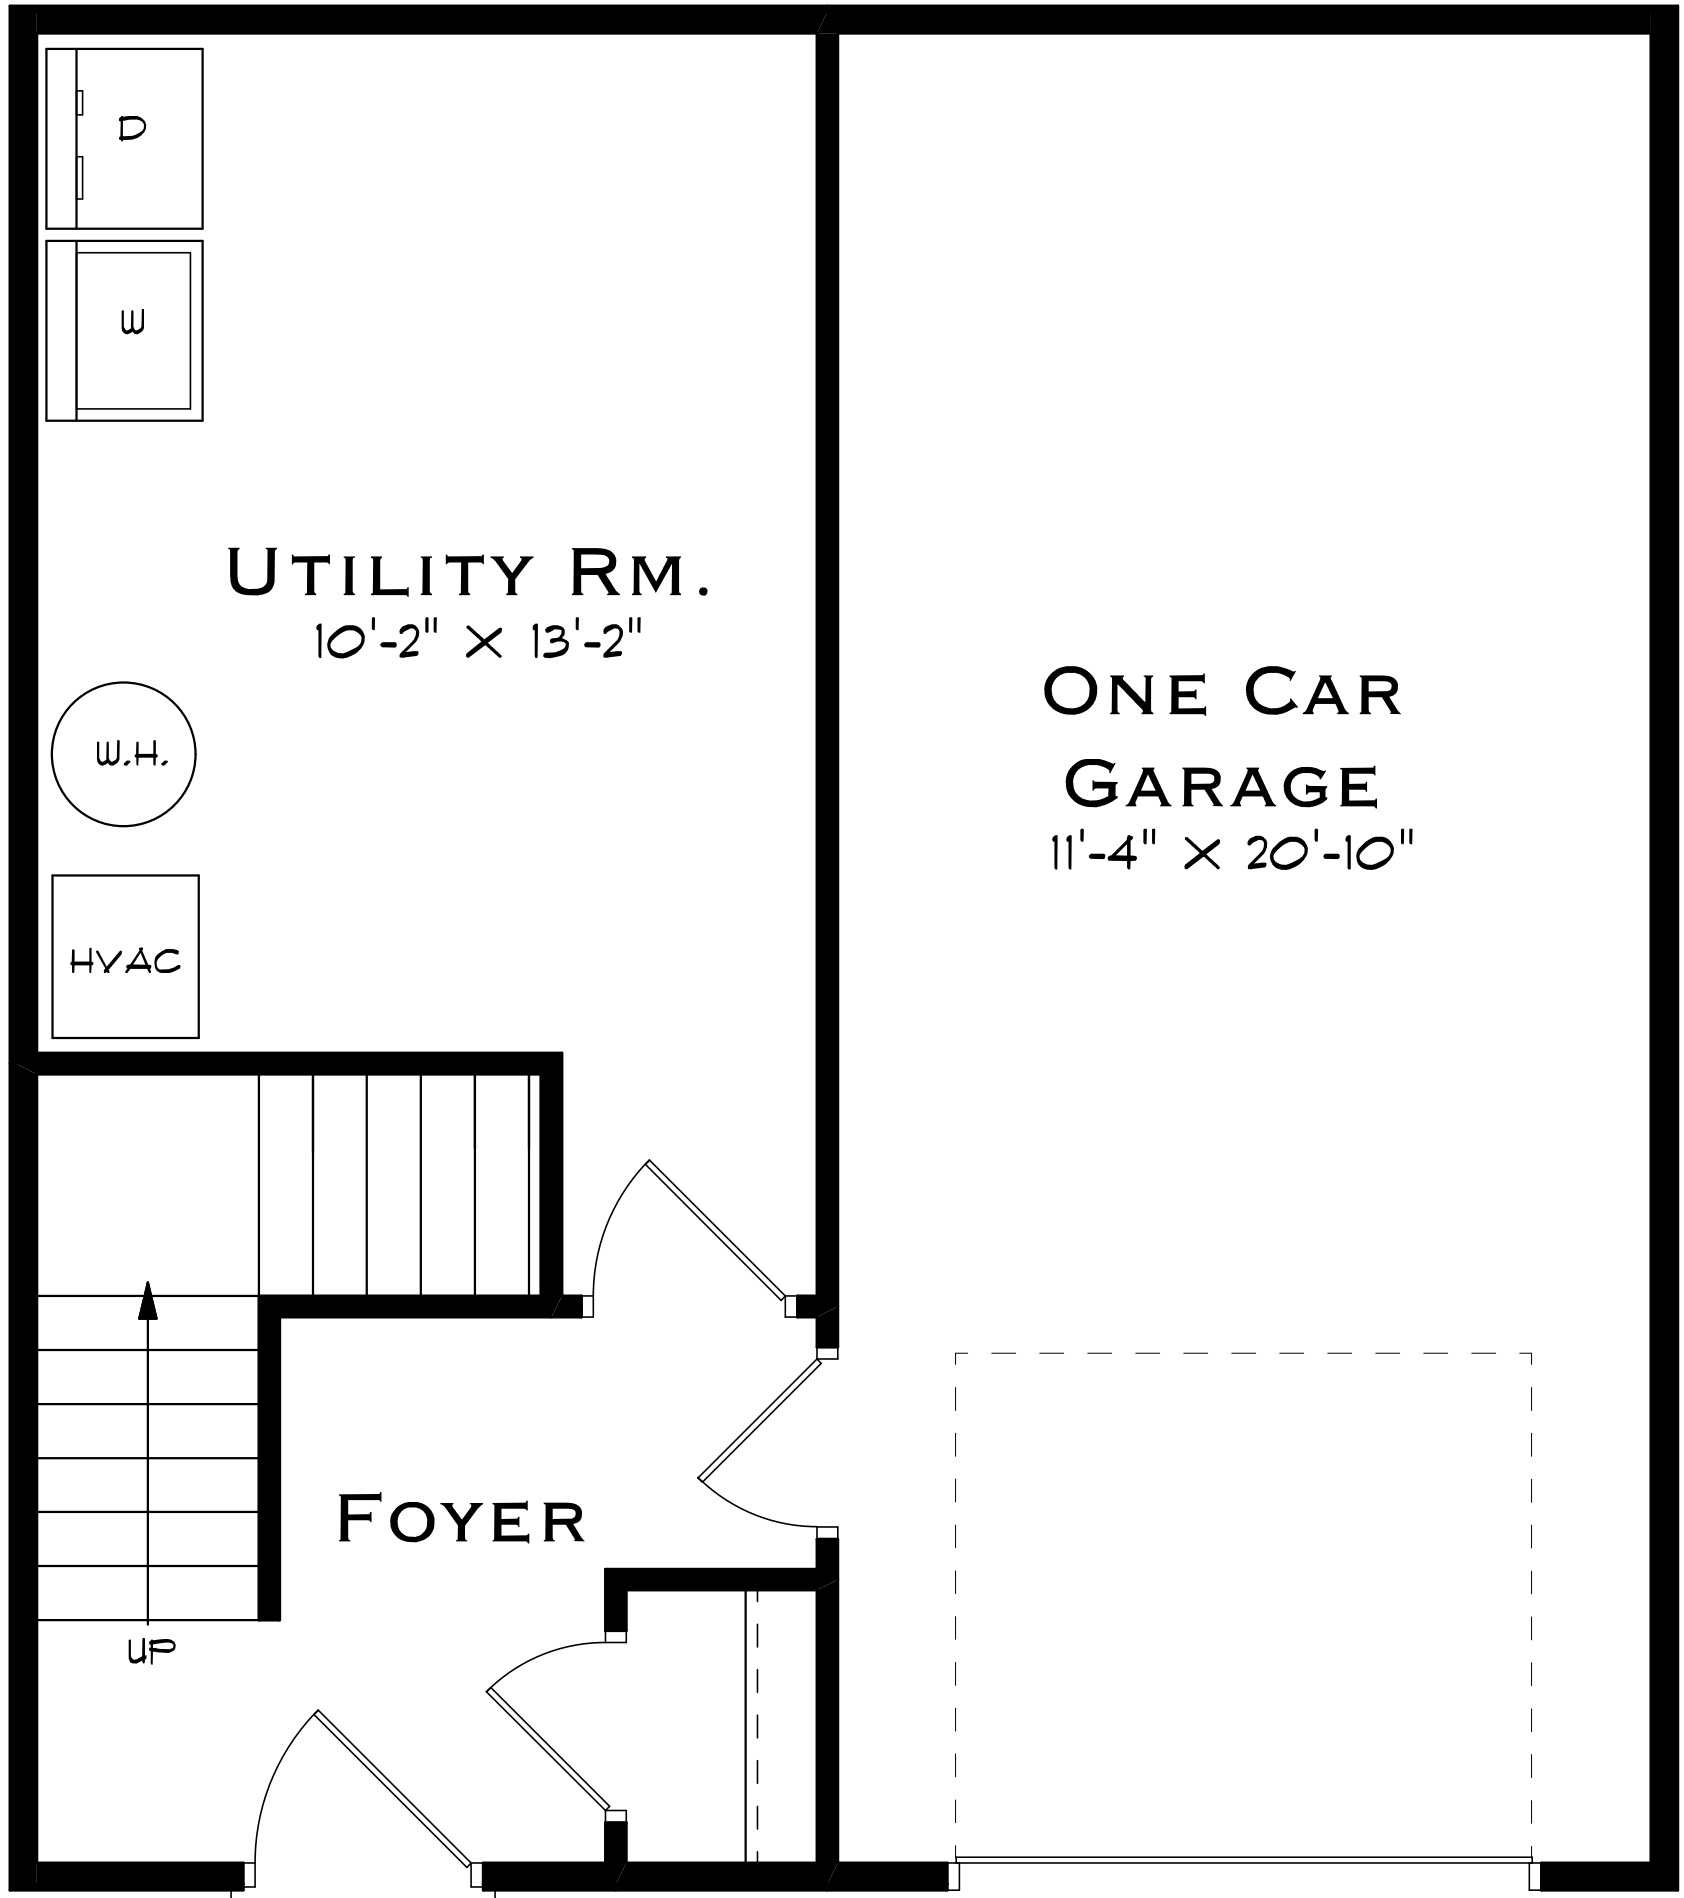 D
W
UTILITY RM.
10'-2" X 13'-2"
ONE CAR
GARAGE
11'-4" X 20'-10"
W.H.
HVAC
FOYER
UP